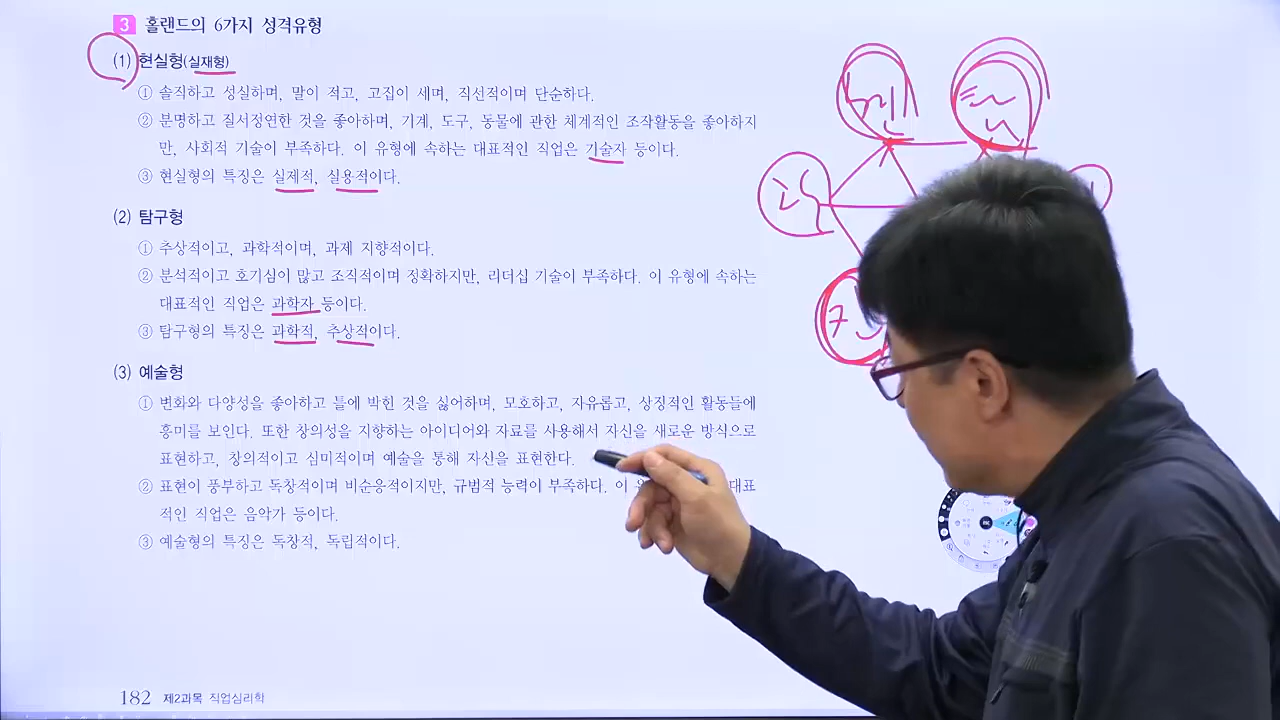 3 홀랜드의 6가지 성격유형
(1) 현실형(실재형)
① 솔직하고 성실하며, 말이 적고, 고집이 세며, 직선적이며 단순하다.
② 분명하고 질서정연한 것을 좋아하며, 기계, 도구, 동물에 관한 체계적인 조작활동을 좋아하지
만, 사회적 기술이 부족하다. 이 유형에 속하는 대표적인 직업은 기술자 등이다.
③ 현실형의 특징은 실제적, 실용적이다.
(2) 탐구형
① 추상적이고, 과학적이며, 과제 지향적이다.
② 분석적이고 호기심이 많고 조직적이며 정확하지만, 리더십 기술이 부족하다. 이 유형에 속하는
대표적인 직업은 과학자 등이다.
③ 탐구형의 특징은 과학적, 추상적이다.
(3) 예술형
① 변화와 다양성을 좋아하고 틀에 박힌 것을 싫어하며, 모호하고, 자유롭고, 상징적인 활동들에
흥미를 보인다. 또한 창의성을 지향하는 아이디어와 자료를 사용해서 자신을 새로운 방식으로
표현하고, 창의적이고 심미적이며 예술을 통해 자신을 표현한다.
② 표현이 풍부하고 독창적이며 비순응적이지만, 규범적 능력이 부족하다. 이 대표
적인 직업은 음악가 등이다.
③ 예술형의 특징은 독창적, 독립적이다.
182 제2과목 직업심리학